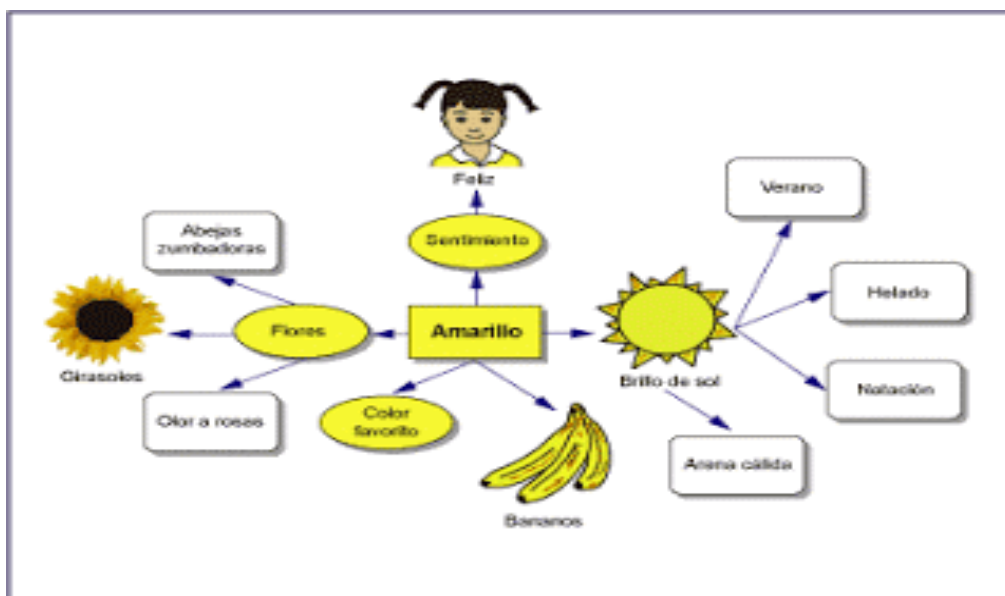 Feliz
Verano
Abejas
zumbadoras
Sentimiento
Helado
Flores
Amarillo
Girasoles
Brillo de sol
Natación
Olor a rosas
Color
favorito
Arena cálida
Bananos